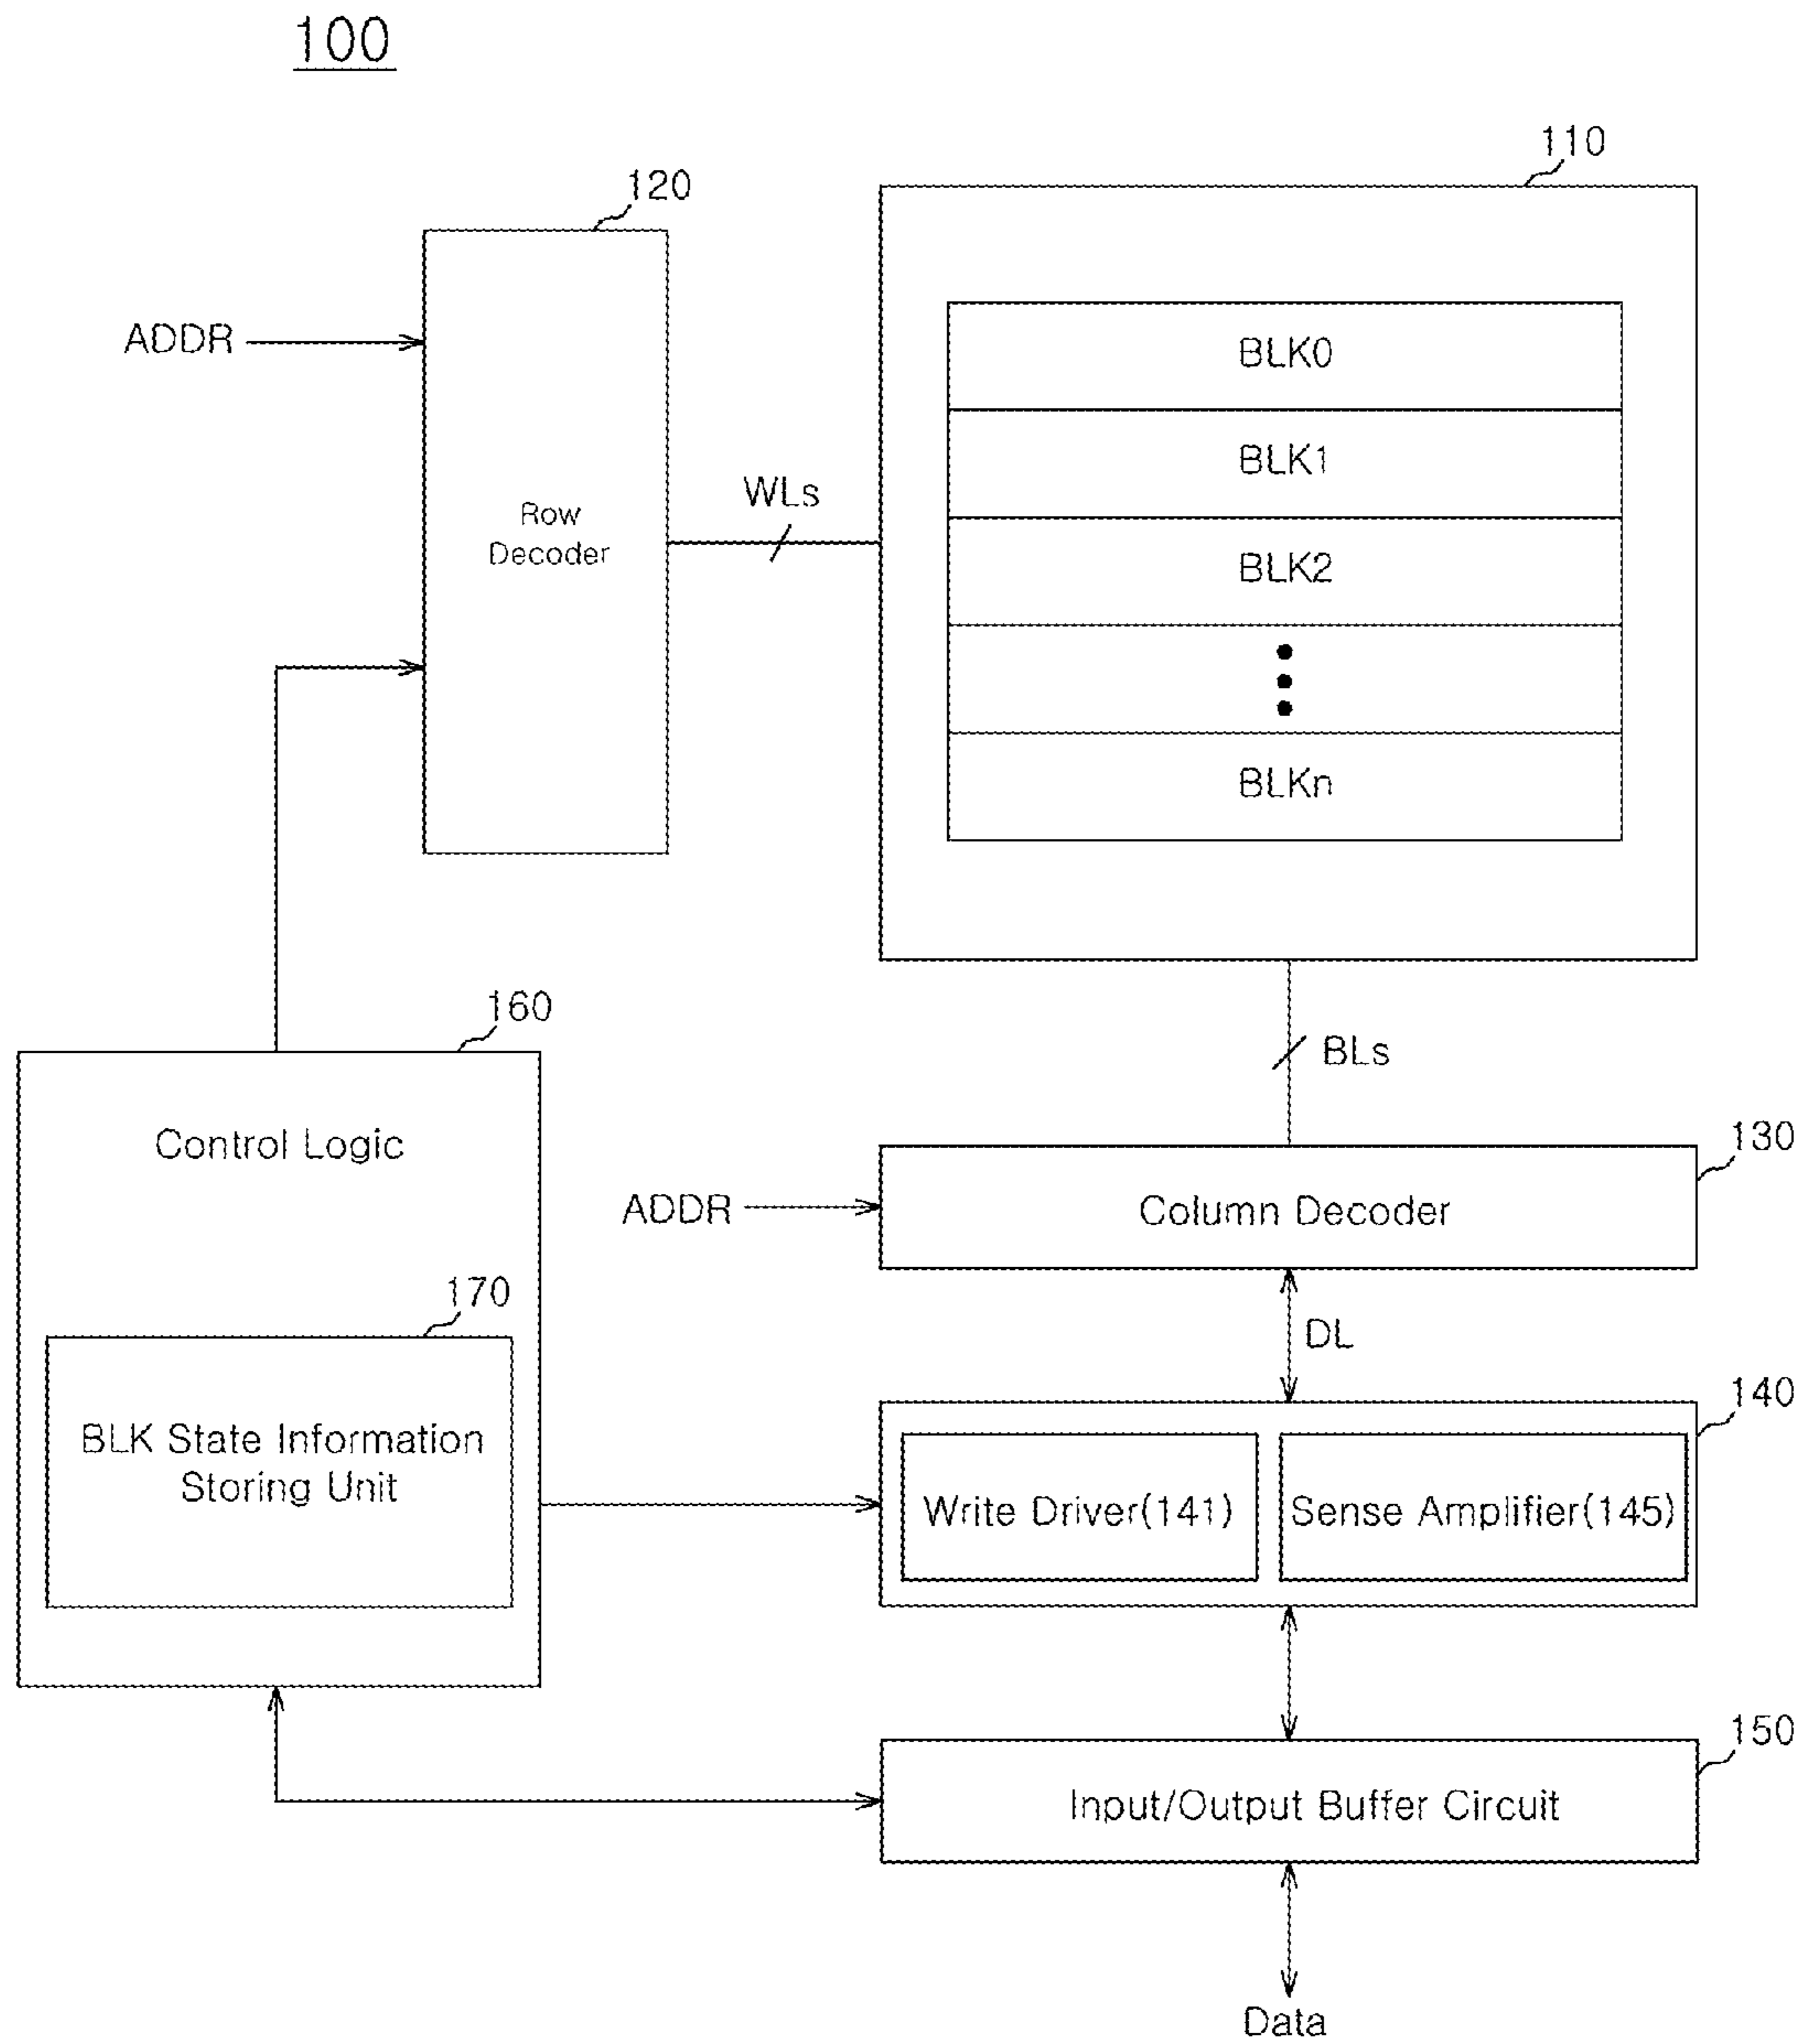 100
110
120
ADDR
Row
Decoder
WLs
BLK0
BLK1
BLK2
BLKn
160
Control Logic
170
BLK State Information
Storing Unit
BLs
130
ADDR
Column Decoder
DL
140
Write Driver(141)
Sense Amplifier(145)
150
Input/Output Buffer Circuit
Data